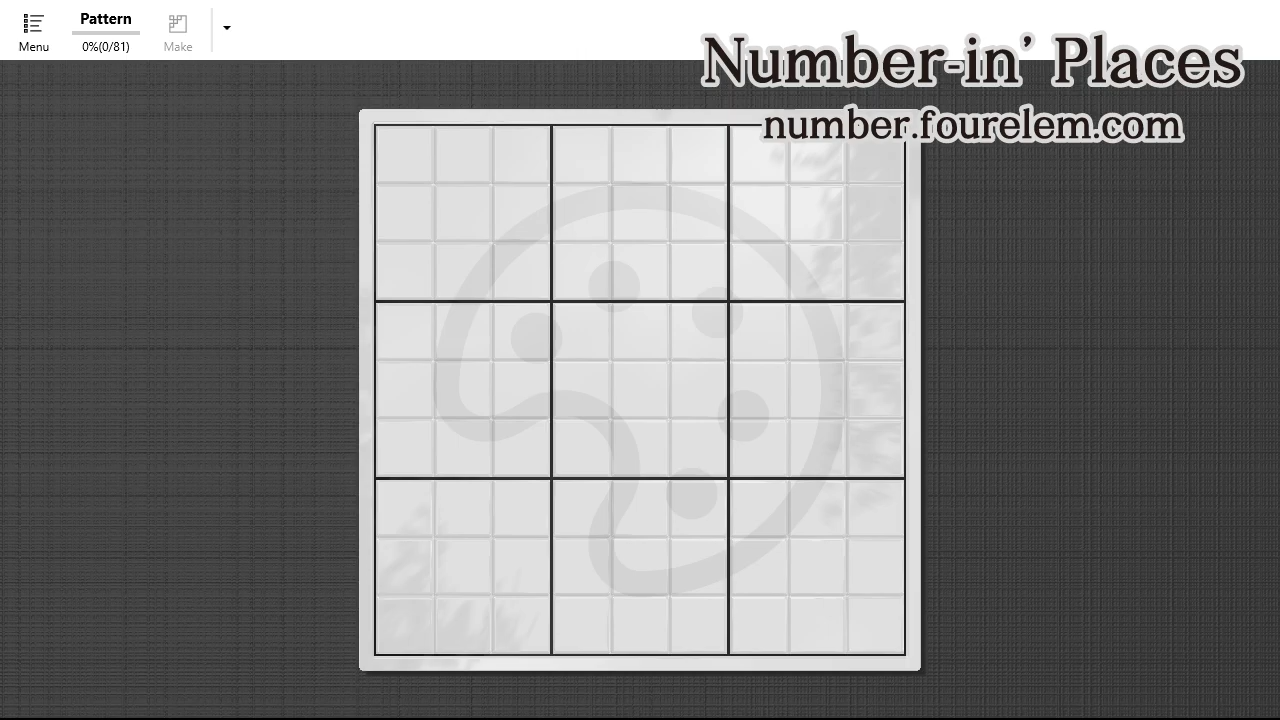 Menu
Pattern
0%(0/81)
Make
Number-in’ Places
number.fourelem.com